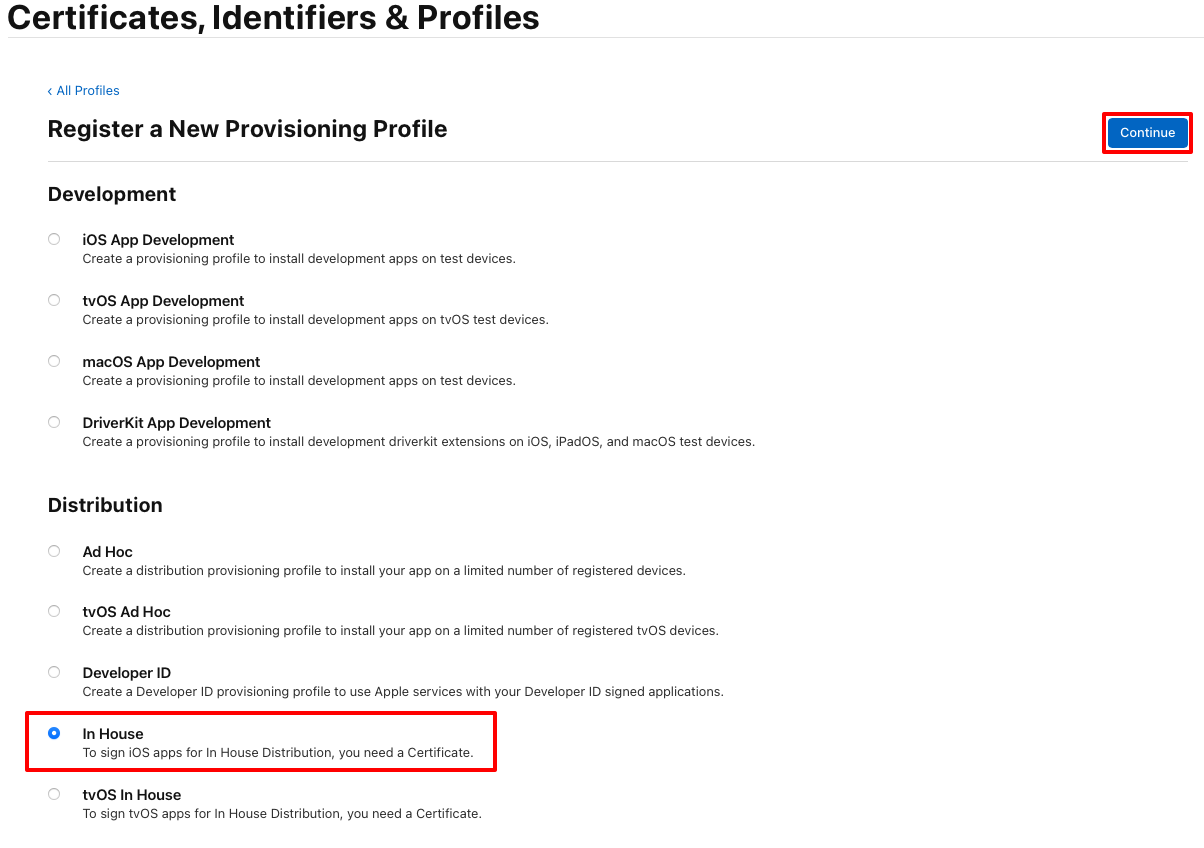 Certificates, Identifiers & Profiles
‹ All Profiles
Register a New Provisioning Profile
Continue
Development
iOS App Development
Create a provisioning profile to install development apps on test devices.
tvOS App Development
Create a provisioning profile to install development apps on tvOS test devices.
macOS App Development
Create a provisioning profile to install development apps on test devices.
DriverKit App Development
Create a provisioning profile to install development driverkit extensions on iOS, iPadOS, and macOS test devices.
Distribution
Ad Hoc
Create a distribution provisioning profile to install your app on a limited number of registered devices.
tvOS Ad Hoc
Create a distribution provisioning profile to install your app on a limited number of registered tvOS devices.
Developer ID
Create a Developer ID provisioning profile to use Apple services with your Developer ID signed applications.
In House
To sign iOS apps for In House Distribution, you need a Certificate.
tvOS In House
To sign tvOS apps for In House Distribution, you need a Certificate.